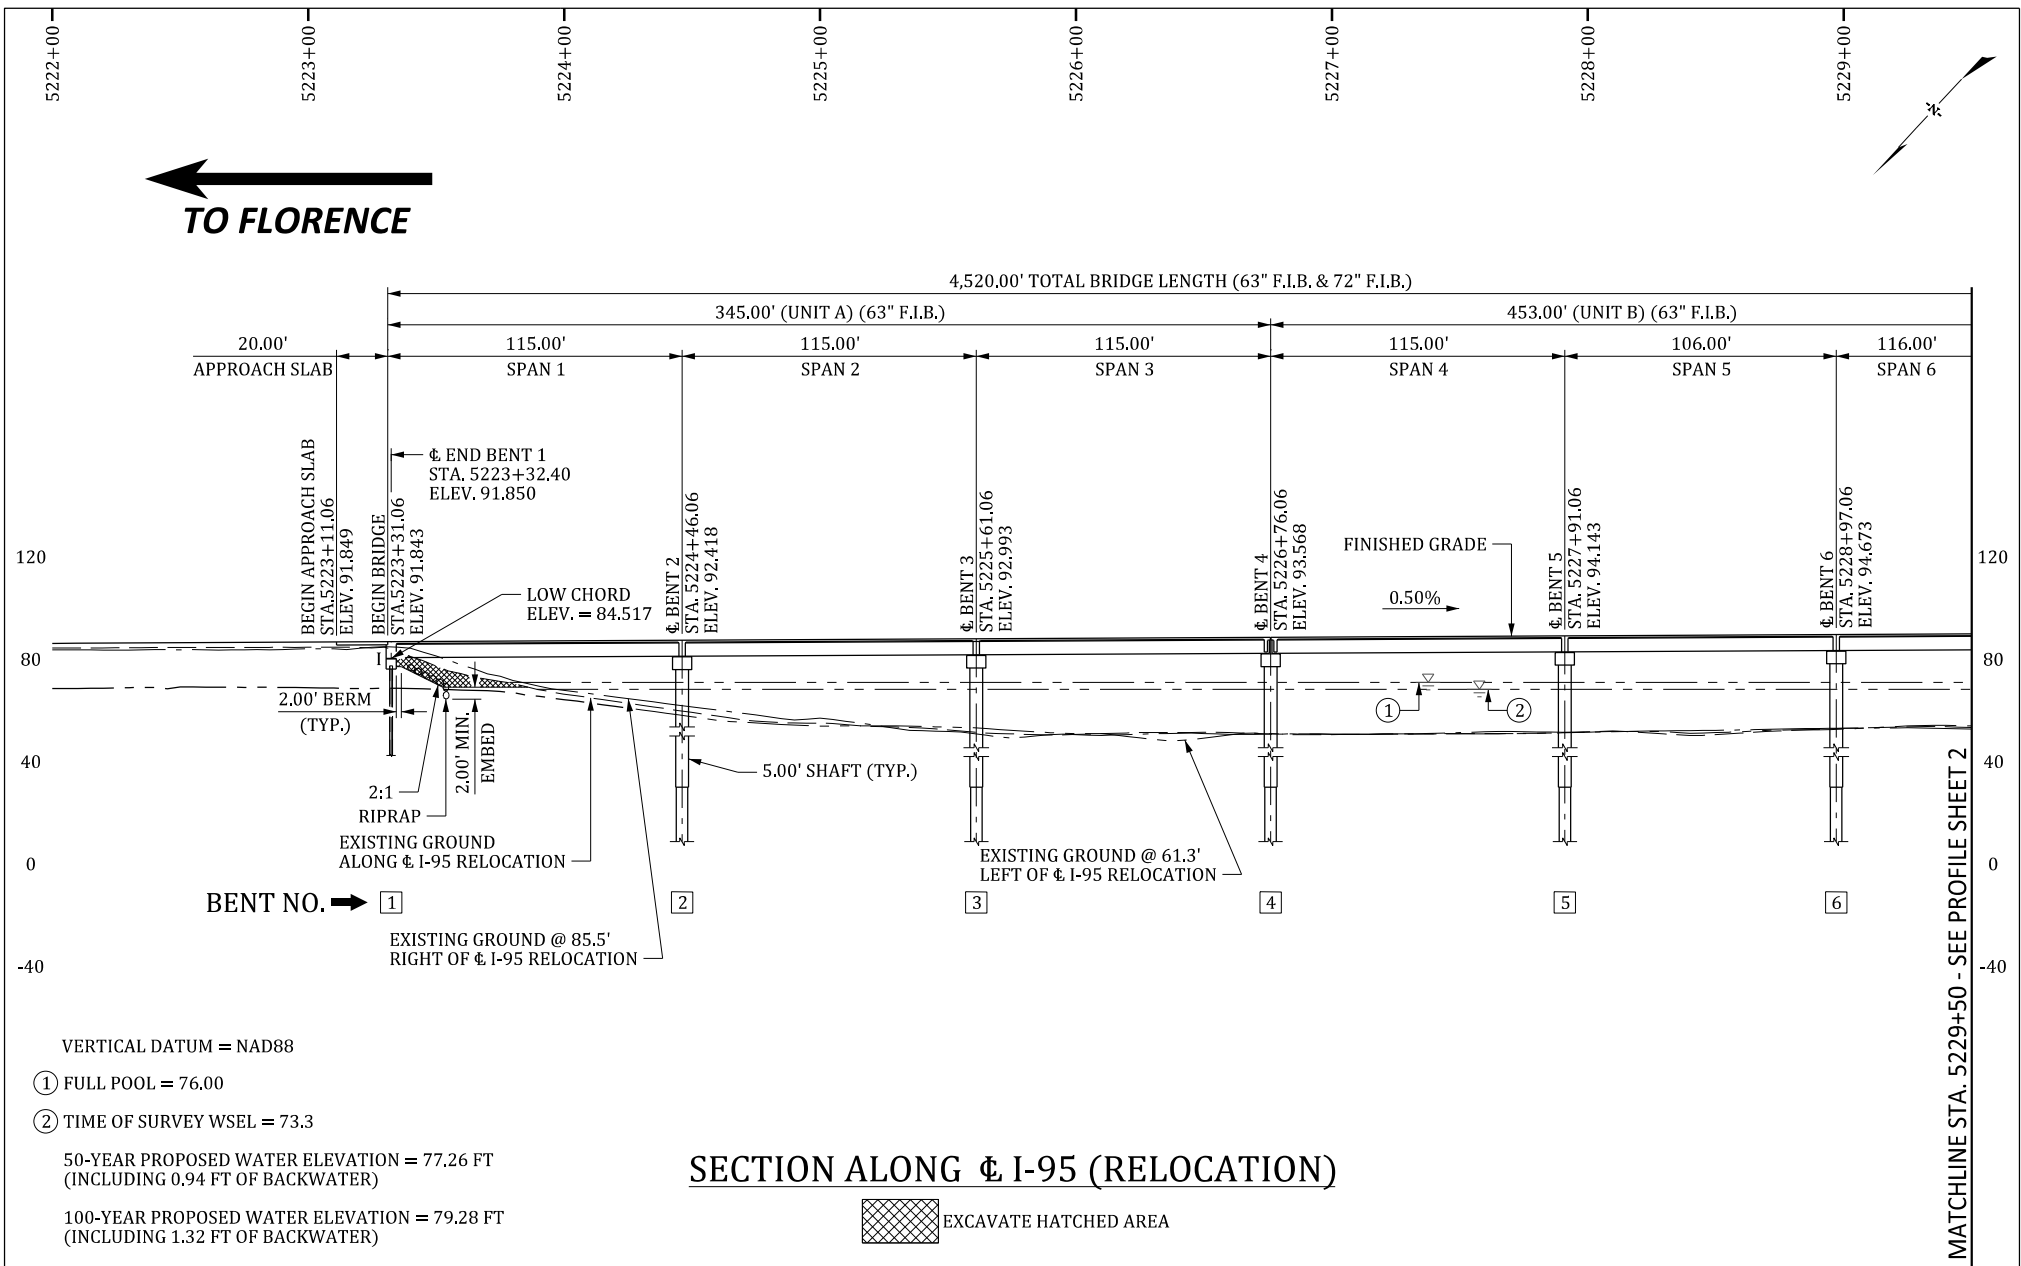 5222+00
5223+00
5224+00
5225+00
5226+00
5227+00
5228+00
5229+00
N
TO FLORENCE
4,520.00' TOTAL BRIDGE LENGTH (63" F.I.B. & 72" F.I.B.)
345.00' (UNIT A) (63" F.I.B.)
453.00' (UNIT B) (63" F.I.B.)
20.00'
APPROACH SLAB
115.00'
SPAN 1
115.00'
SPAN 2
115.00'
SPAN 3
115.00'
SPAN 4
106.00'
SPAN 5
116.00'
SPAN 6
BEGIN APPROACH SLAB
STA.5223+11.06
ELEV. 91.849
BEGIN BRIDGE
STA.5223+31.06
ELEV. 91.843
℄ END BENT 1
STA. 5223+32.40
ELEV. 91.850
℄ BENT 2
STA. 5224+46.06
ELEV. 92.418
℄ BENT 3
STA. 5225+61.06
ELEV. 92.993
℄ BENT 4
STA. 5226+76.06
ELEV. 93.568
℄ BENT 5
STA. 5227+91.06
ELEV. 94.143
℄ BENT 6
STA. 5228+97.06
ELEV. 94.673
FINISHED GRADE
0.50%
LOW CHORD
ELEV. = 84.517
120
80
40
0
-40
120
80
40
0
-40
I
2.00' BERM
(TYP.)
2.00' MIN.
EMBED
2:1
RIPRAP
1
2
5.00' SHAFT (TYP.)
EXISTING GROUND
ALONG ℄ I-95 RELOCATION
EXISTING GROUND @ 61.3'
LEFT OF ℄ I-95 RELOCATION
EXISTING GROUND @ 85.5'
RIGHT OF ℄ I-95 RELOCATION
BENT NO.
1
2
3
4
5
6
MATCHLINE STA. 5229+50 - SEE PROFILE SHEET 2
VERTICAL DATUM = NAD88
1 FULL POOL = 76.00
2 TIME OF SURVEY WSEL = 73.3
50-YEAR PROPOSED WATER ELEVATION = 77.26 FT
(INCLUDING 0.94 FT OF BACKWATER)
100-YEAR PROPOSED WATER ELEVATION = 79.28 FT
(INCLUDING 1.32 FT OF BACKWATER)
SECTION ALONG ℄ I-95 (RELOCATION)
EXCAVATE HATCHED AREA